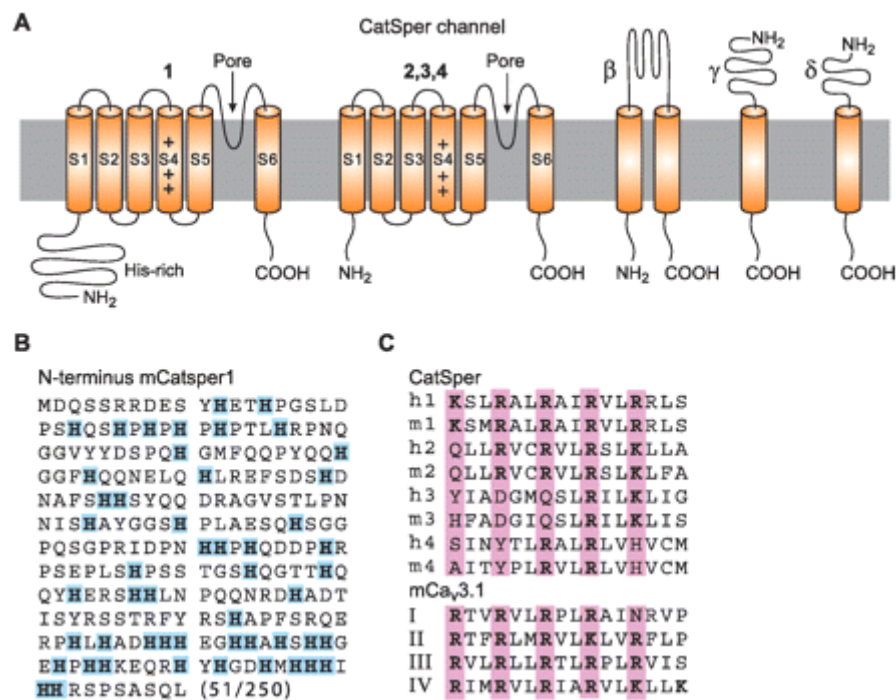 A
CatSper channel
1
Pore
2,3,4
Pore
β
γ
NH2
δ
NH2
S1 S2 S3 S4 S5 S6
+ + +
S1 S2 S3 S4 S5 S6
+ + +
His-rich
NH2
COOH
NH2
COOH
NH2
COOH
COOH
COOH
B
N-terminus mCatsper1
MDQSSRRDES YHETHPGSLD
PSHQSHPHPH PHPTLHRPNQ
GGVYYDSPQH GMFQQPYQQH
GGFHQQNELQ HLREFSDSHD
NAFSHHSYQQ DRAGVSTLPN
NISHAYGGSH PLAESQHSGG
PQSGPRIDPN HHPHQDDPHR
PSEPLSHPSS TGSHQGTTHQ
QYHERSHHLN PQQNRDHADT
ISYRSSTRFY RSHAPFSRQE
RPHLHADHHH EGHHAHSHHG
EHPHHKEQRH YHGDHMHHHI
HHRSPSASQL (51/250)
C
CatSper
h1 KSLRALRAIRVLRRLS
m1 KSMRALRAIRVLRRLS
h2 QLLRVCRVLRSLKLLA
m2 QLLRVCRVLRSLKLFA
h3 YIADGMQSLRILKLIG
m3 HFADGIQSLRILKLIS
h4 SINYTLRALRLVHVCM
m4 AITYPLRVLRLVHVCM
mCav3.1
I RTVRVLRPLRAINRVP
II RTFRLMRVLKLVRFLP
III RVLRLLRTLRPLRVIS
IV RIMRVLRIARVLKLLK